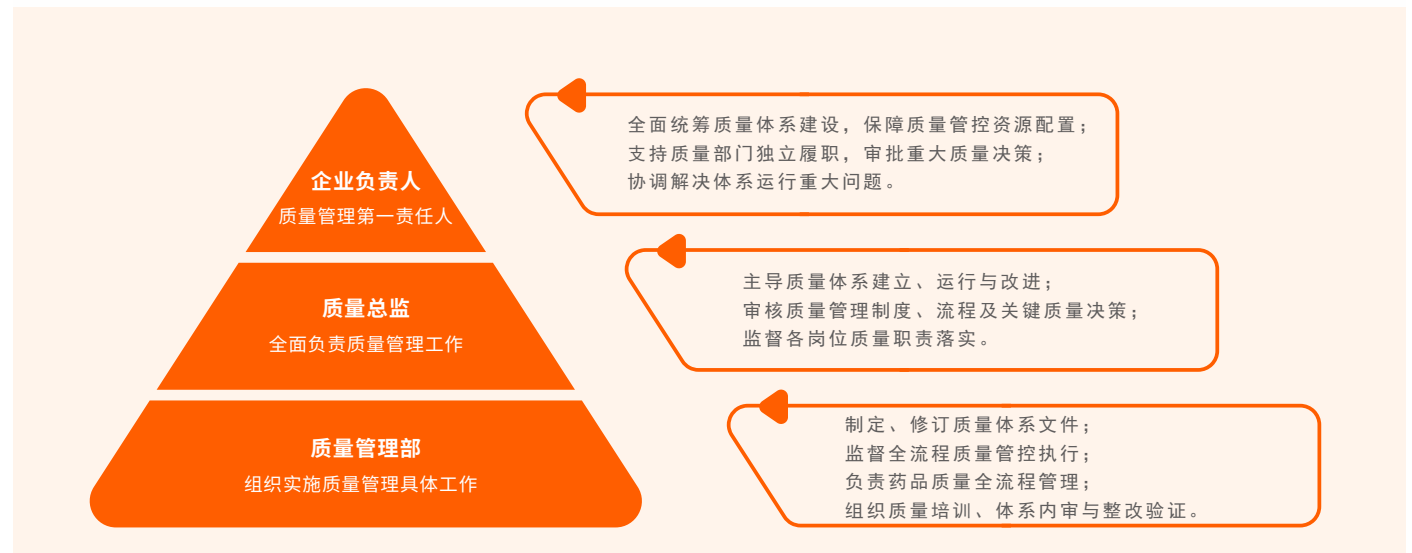 企业负责人
质量管理第一责任人
全面统筹质量体系建设，保障质量管控资源配置；
支持质量部门独立履职，审批重大质量决策；
协调解决体系运行重大问题。
质量总监
全面负责质量管理工作
主导质量体系建立、运行与改进；
审核质量管理制度、流程及关键质量决策；
监督各岗位质量职责落实。
质量管理部
组织实施质量管理具体工作
制定、修订质量体系文件；
监督全流程质量管控执行；
负责药品质量全流程管理；
组织质量培训、体系内审与整改验证。